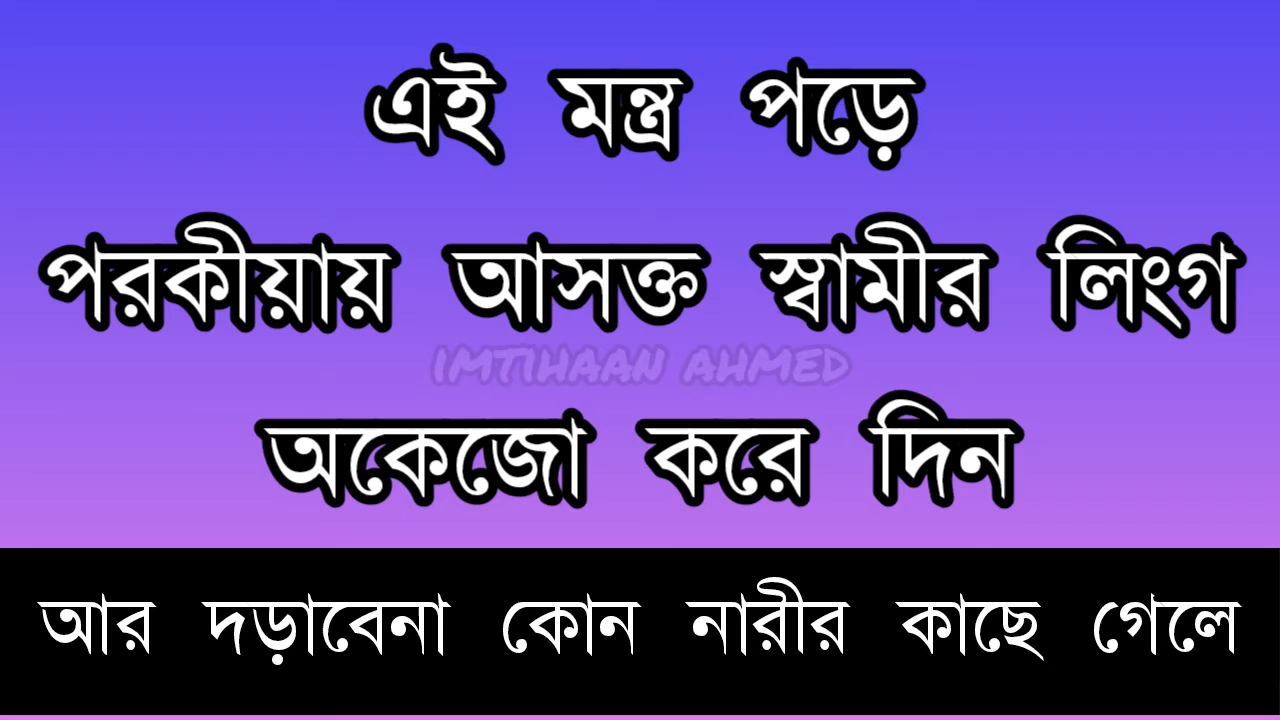 এই মন্ত্র পড়ে
পরকীয়ায় আসক্ত স্বামীর লিংগ
IMTIHAAN AHMED
অকেজো করে দিন
আর দড়াবেনা কোন নারীর কাছে গেলে